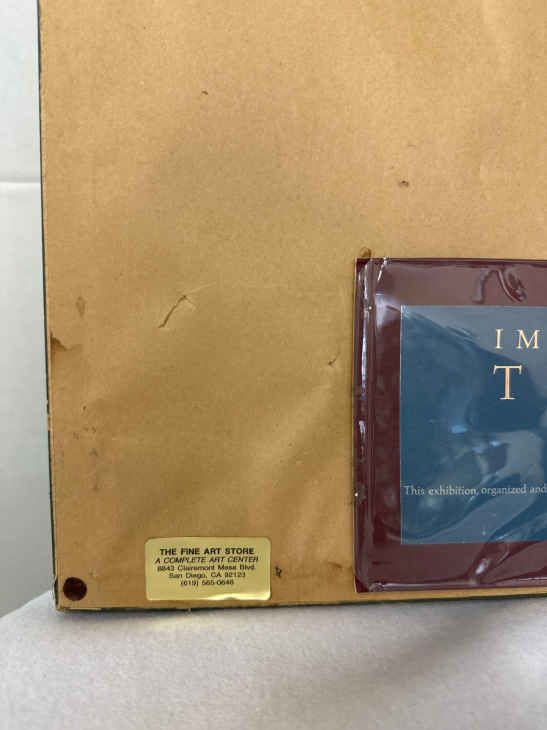 IM
T
This exhibition, organized and
THE FINE ART STORE
A COMPLETE ART CENTER
8843 Clairemont Mesa Blvd.
San Diego, CA 92123
(619) 565-0646